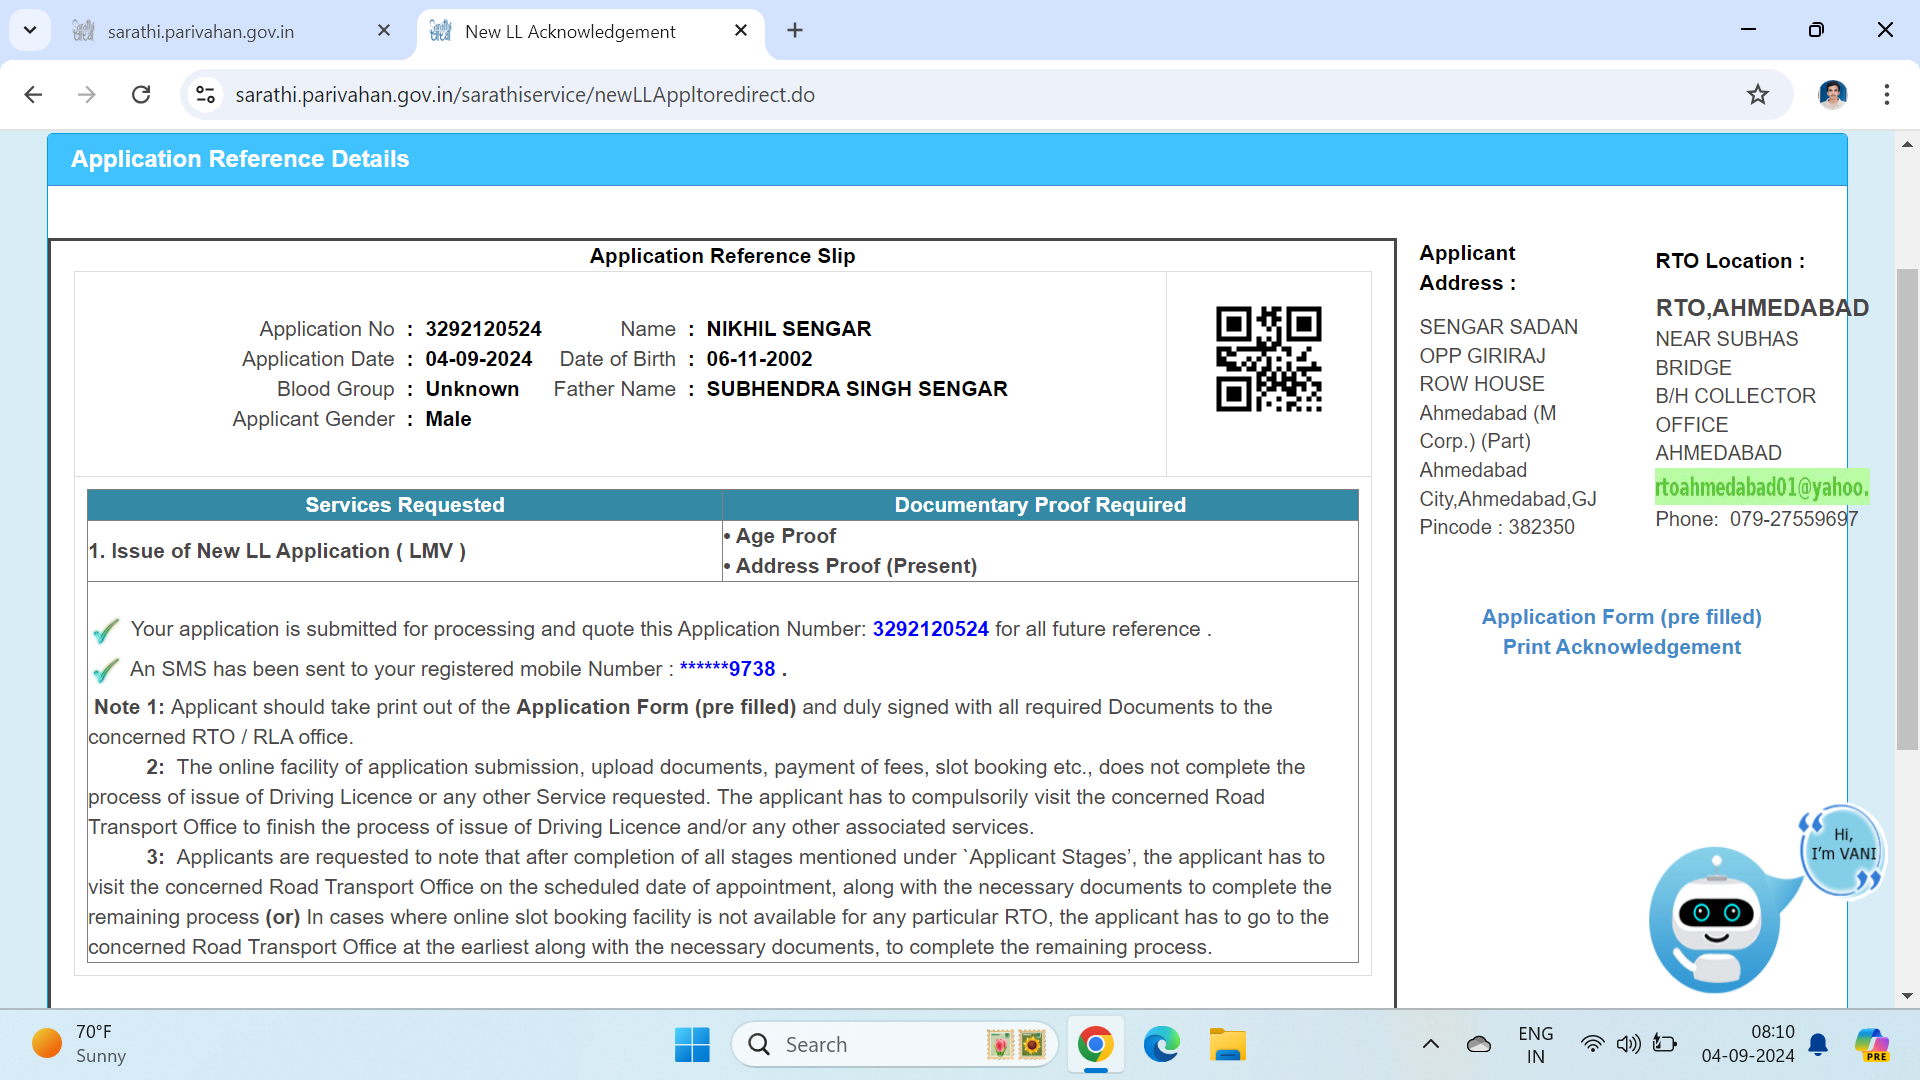 sarathi.parivahan.gov.in
New LL Acknowledgement
sarathi.parivahan.gov.in/sarathiservice/newLLAppltoredirect.do
Application Reference Details
Application Reference Slip
Application No : 3292120524 Name : NIKHIL SENGAR
Application Date : 04-09-2024 Date of Birth : 06-11-2002
Blood Group : Unknown Father Name : SUBHENDRA SINGH SENGAR
Applicant Gender : Male
Services Requested Documentary Proof Required
1. Issue of New LL Application ( LMV )
• Age Proof
• Address Proof (Present)
Your application is submitted for processing and quote this Application Number: 3292120524 for all future reference .
An SMS has been sent to your registered mobile Number : ******9738 .
Note 1: Applicant should take print out of the Application Form (pre filled) and duly signed with all required Documents to the
concerned RTO / RLA office.
2: The online facility of application submission, upload documents, payment of fees, slot booking etc., does not complete the
process of issue of Driving Licence or any other Service requested. The applicant has to compulsorily visit the concerned Road
Transport Office to finish the process of issue of Driving Licence and/or any other associated services.
3: Applicants are requested to note that after completion of all stages mentioned under `Applicant Stages’, the applicant has to
visit the concerned Road Transport Office on the scheduled date of appointment, along with the necessary documents to complete the
remaining process (or) In cases where online slot booking facility is not available for any particular RTO, the applicant has to go to the
concerned Road Transport Office at the earliest along with the necessary documents, to complete the remaining process.
Applicant
Address :
SENGAR SADAN
OPP GIRIRAJ
ROW HOUSE
Ahmedabad (M
Corp.) (Part)
Ahmedabad
City,Ahmedabad,GJ
Pincode : 382350
RTO Location :
RTO,AHMEDABAD
NEAR SUBHAS
BRIDGE
B/H COLLECTOR
OFFICE
AHMEDABAD
rtoahmedabad01@yahoo.
Phone: 079-27559697
Application Form (pre filled)
Print Acknowledgement
Hi,
I'm VANI
70°F
Sunny
Search
ENG
IN
08:10
04-09-2024
PRE